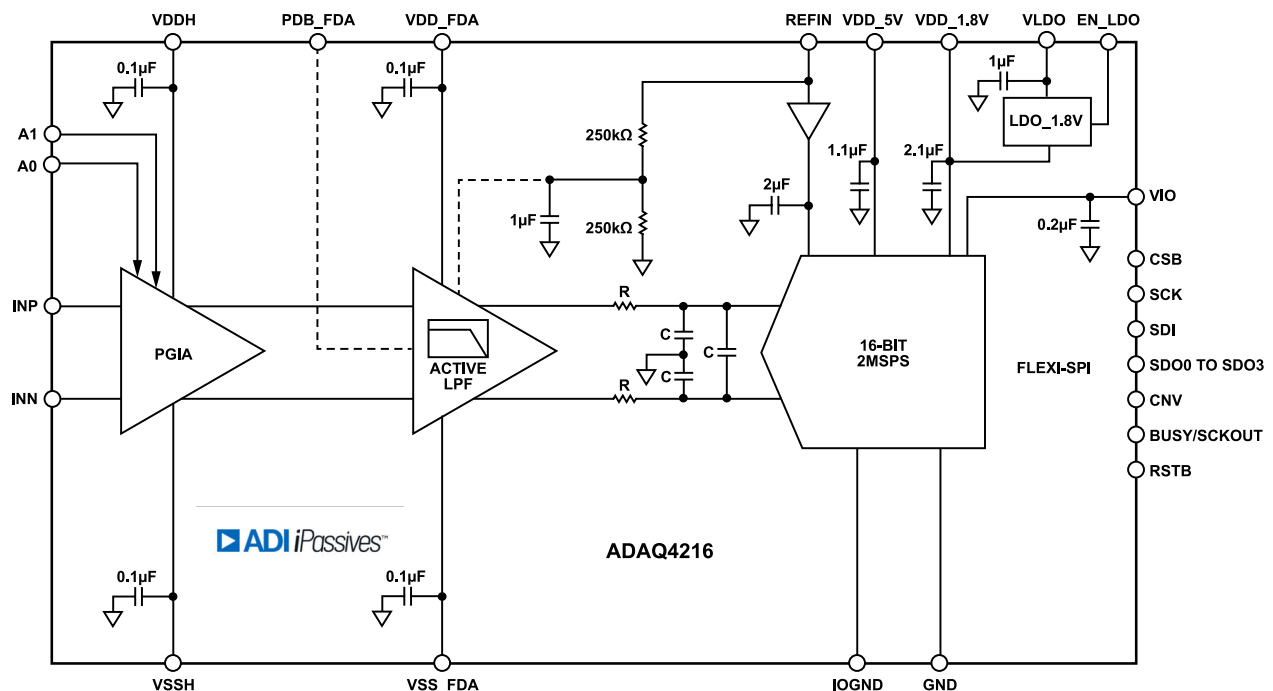 VDDH
PDB_FDA
VDD_FDA
REFIN
VDD_5V
VDD_1.8V
VLDO
EN_LDO
0.1µF
0.1µF
1µF
LDO_1.8V
A1
A0
250kΩ
1.1µF
2.1µF
2µF
VIO
1µF
250kΩ
0.2µF
CSB
SCK
INP
R
SDI
PGIA
ACTIVE
LPF
C
C
C
16-BIT
2MSPS
FLEXI-SPI
SDO0 TO SDO3
INN
R
CNV
BUSY/SCKOUT
RSTB
ADI iPassives™
ADAQ4216
0.1µF
0.1µF
VSSH
VSS_FDA
IOGND
GND